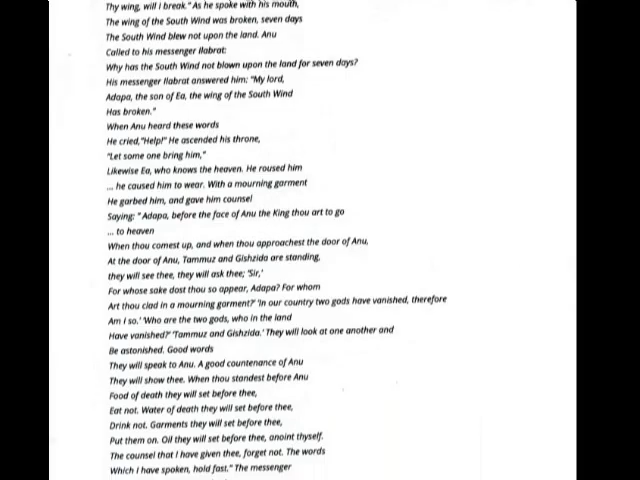 Thy wing, will I break." As he spoke with his mouth,
The wing of the South Wind was broken, seven days
The South Wind blew not upon the land. Anu
Called to his messenger Ilabrat:
Why has the South Wind not blown upon the land for seven days?
His messenger Ilabrat answered him: "My lord,
Adapa, the son of Ea, the wing of the South Wind
Has broken."
When Anu heard these words
He cried, "Help!" He ascended his throne,
"Let some one bring him,"
Likewise Ea, who knows the heaven. He roused him
... he caused him to wear. With a mourning garment
He garbed him, and gave him counsel
Saying: " Adapa, before the face of Anu the King thou art to go
... to heaven
When thou comest up, and when thou approachest the door of Anu,
At the door of Anu, Tammuz and Gishzida are standing,
they will see thee, they will ask thee; 'Sir,'
For whose sake dost thou so appear, Adapa? For whom
Art thou clad in a mourning garment?' 'In our country two gods have vanished, therefore
Am I so.' 'Who are the two gods, who in the land
Have vanished?' 'Tammuz and Gishzida.' They will look at one another and
Be astonished. Good words
They will speak to Anu. A good countenance of Anu
They will show thee. When thou standest before Anu
Food of death they will set before thee,
Eat not. Water of death they will set before thee,
Drink not. Garments they will set before thee,
Put them on. Oil they will set before thee, anoint thyself.
The counsel that I have given thee, forget not. The words
Which I have spoken, hold fast." The messenger